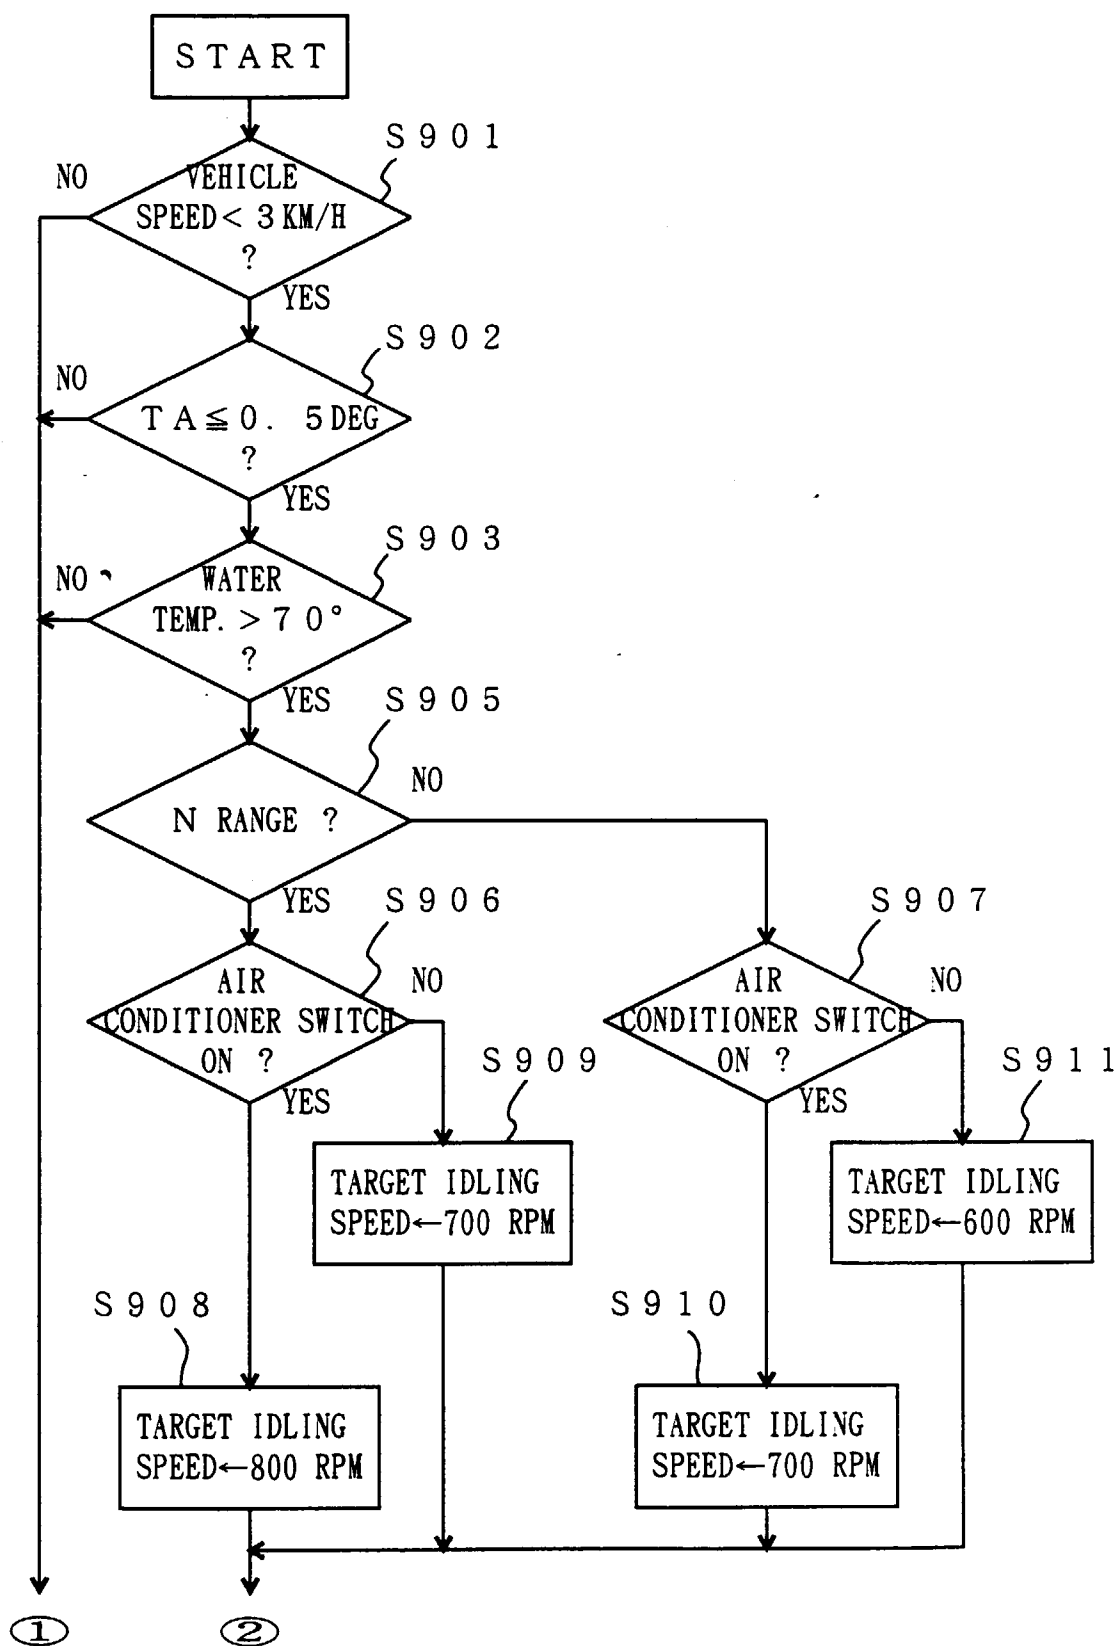 START
S901
NO
VEHICLE
SPEED< 3KM/H
?
YES
S902
NO
TA≦0. 5DEG
?
YES
S903
NO
WATER
TEMP. >70°
?
YES
S905
NO
N RANGE ?
YES
S906
S907
AIR
CONDITIONER SWITCH
ON ?
NO
YES
AIR
CONDITIONER SWITCH
ON ?
NO
YES
S909
S911
TARGET IDLING
SPEED←700 RPM
TARGET IDLING
SPEED←600 RPM
S908
S910
TARGET IDLING
SPEED←800 RPM
TARGET IDLING
SPEED←700 RPM
①
②